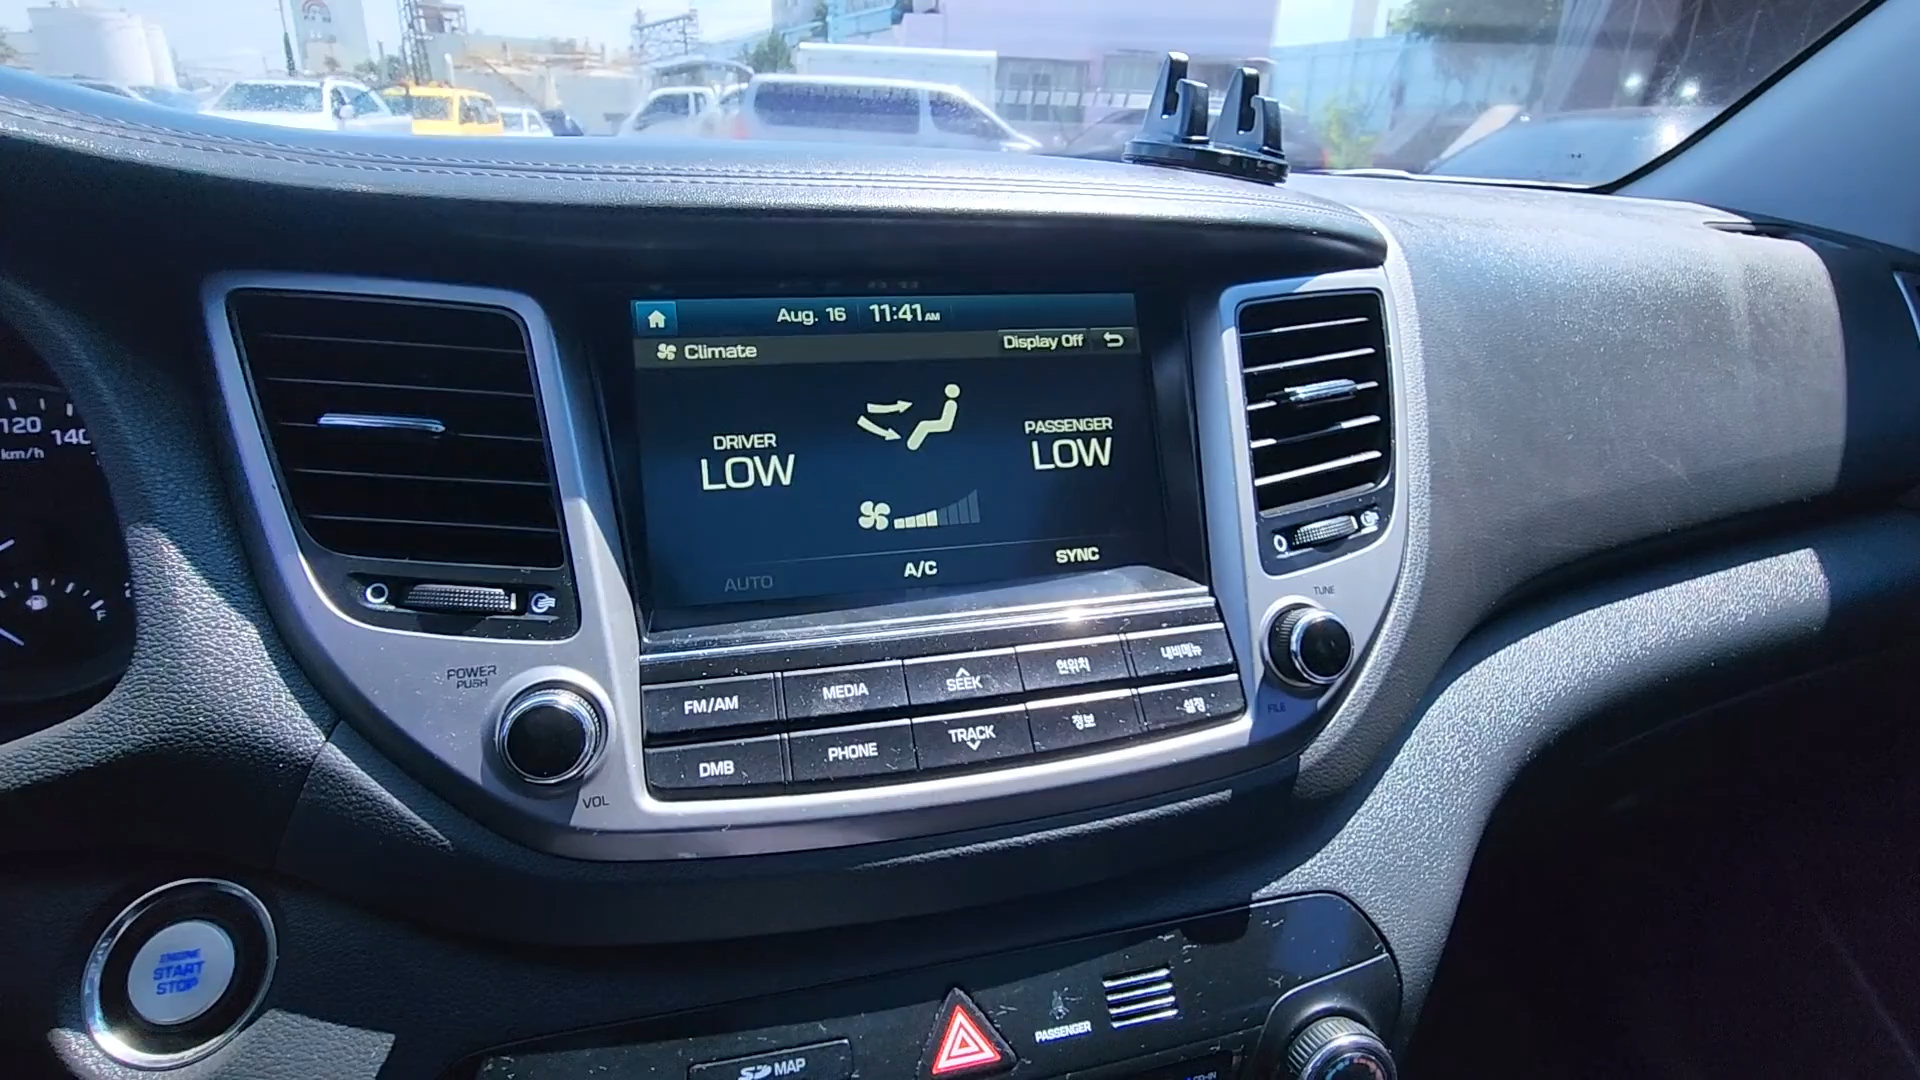 Aug. 16 11:41 AM
Climate
Display Off
DRIVER
LOW
PASSENGER
LOW
AUTO
A/C
SYNC
120
140
km/h
F
POWER
PUSH
VOL
TUNE
FILE
FM/AM
MEDIA
SEEK
현위치
내비메뉴
DMB
PHONE
TRACK
정보
설정
ENGINE
START
STOP
PASSENGER
SD MAP